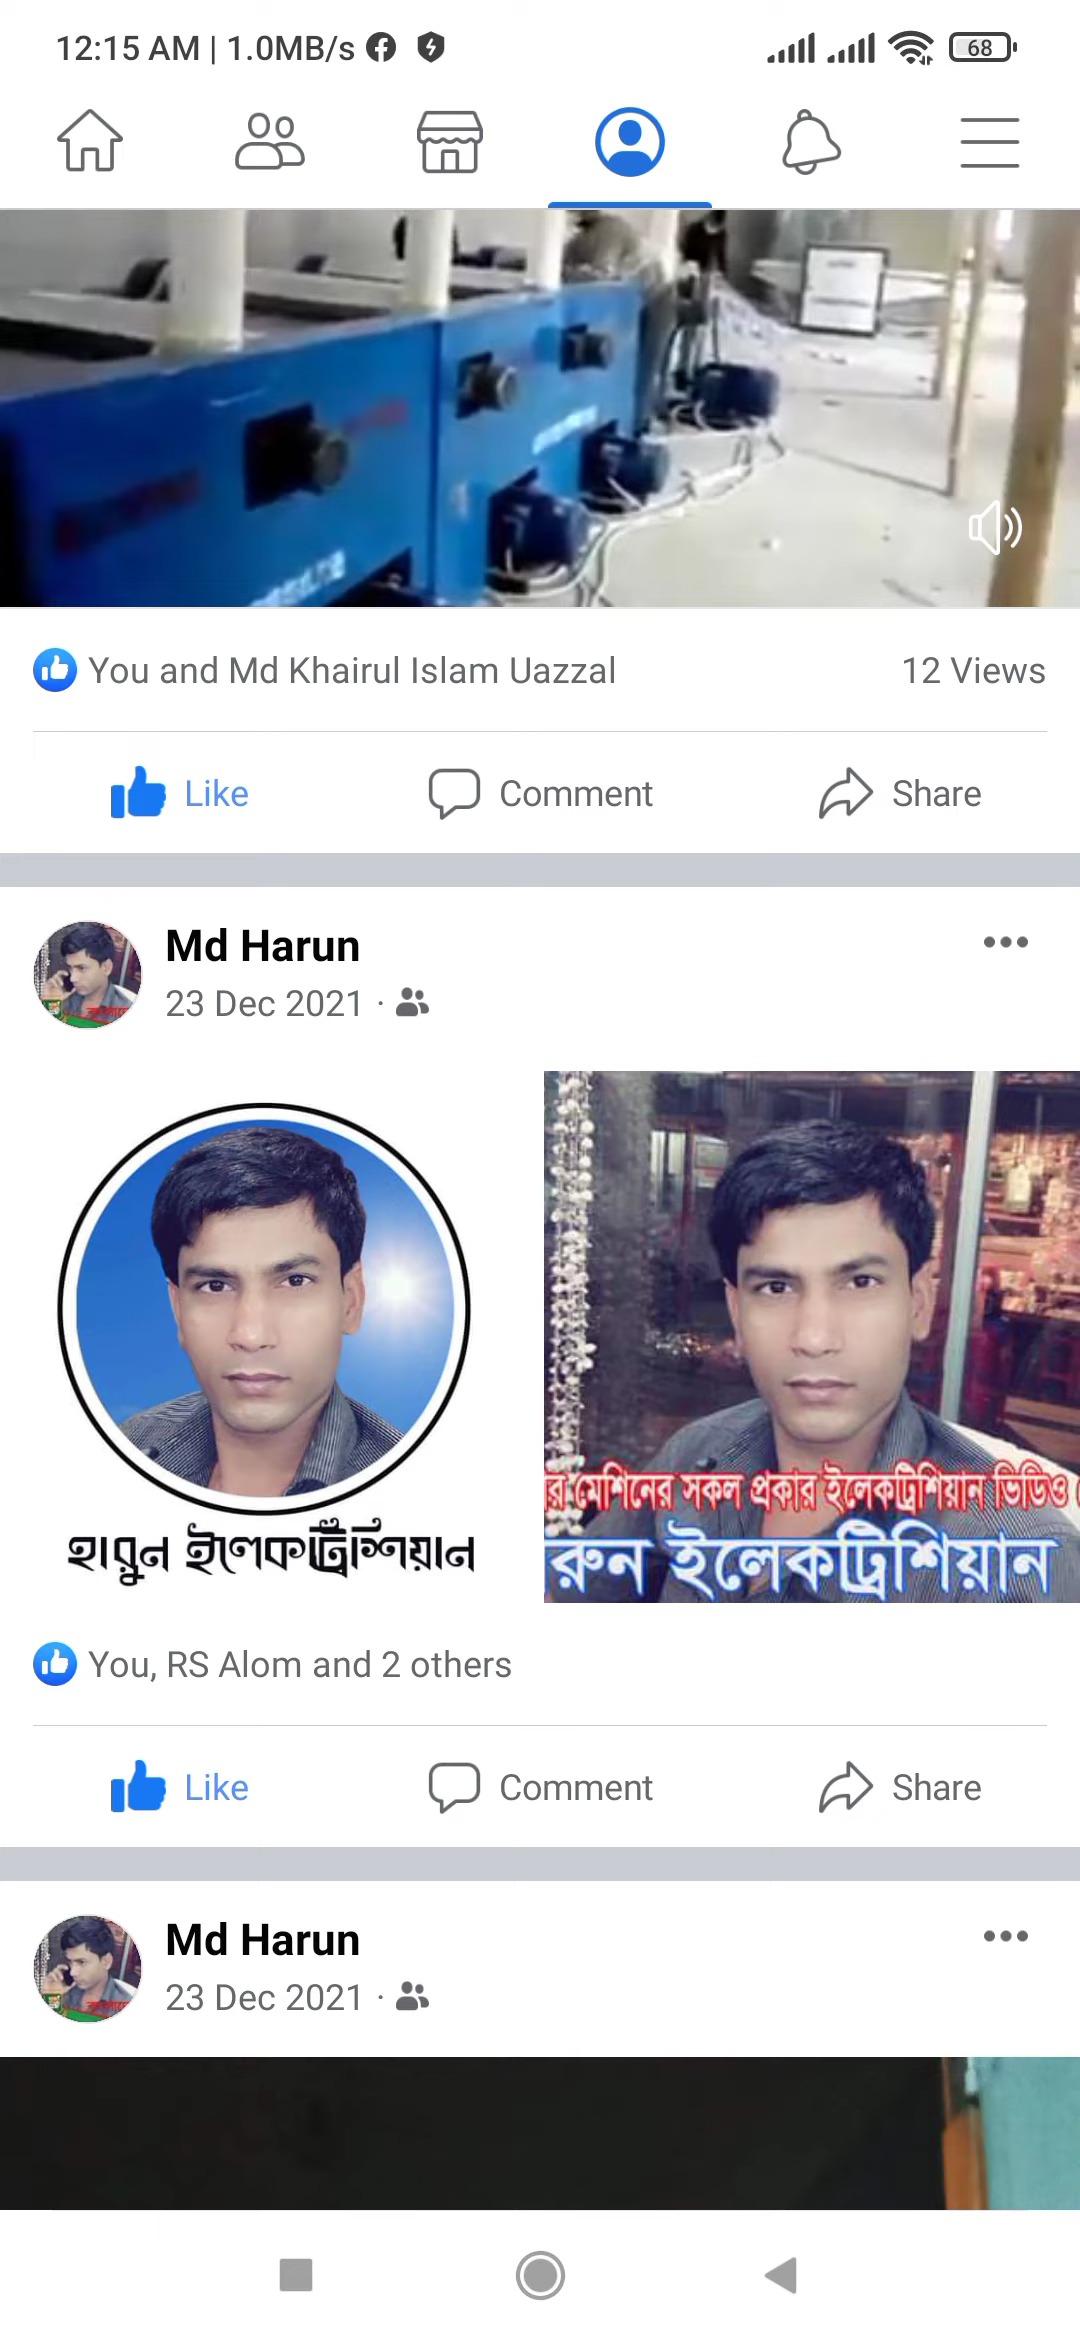 12:15 AM | 1.0MB/s
68
You and Md Khairul Islam Uazzal
12 Views
Like
Comment
Share
Md Harun
23 Dec 2021 ·
হারুন ইলেকট্রিশিয়ান
র মেশিনের সকল প্রকার ইলেকট্রিশিয়ান ভিডিও
রুন ইলেকট্রিশিয়ান
You, RS Alom and 2 others
Like
Comment
Share
Md Harun
23 Dec 2021 ·